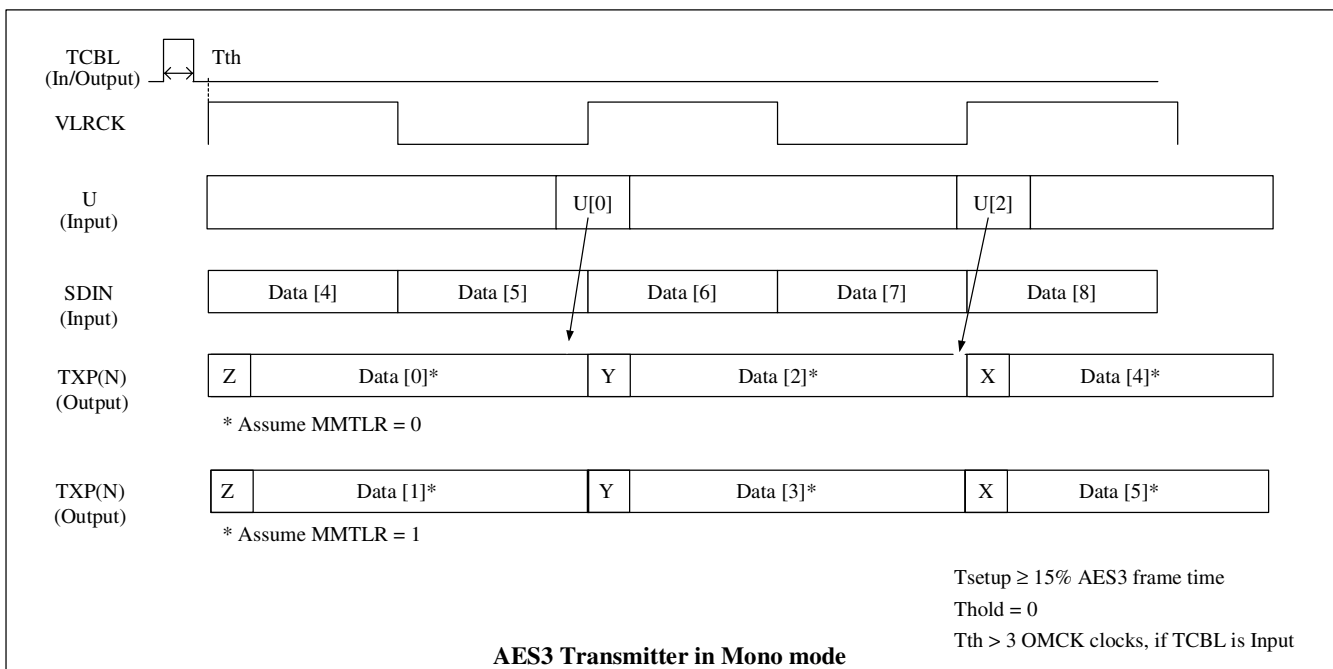 TCBL
(In/Output)
Tth
VLRCK
U
(Input)
U[0]
U[2]
SDIN
(Input)
Data [4]
Data [5]
Data [6]
Data [7]
Data [8]
TXP(N)
(Output)
Z
Data [0]*
Y
Data [2]*
X
Data [4]*
* Assume MMTLR = 0
TXP(N)
(Output)
Z
Data [1]*
Y
Data [3]*
X
Data [5]*
* Assume MMTLR = 1
Tsetup ≥ 15% AES3 frame time
Thold = 0
Tth > 3 OMCK clocks, if TCBL is Input
AES3 Transmitter in Mono mode